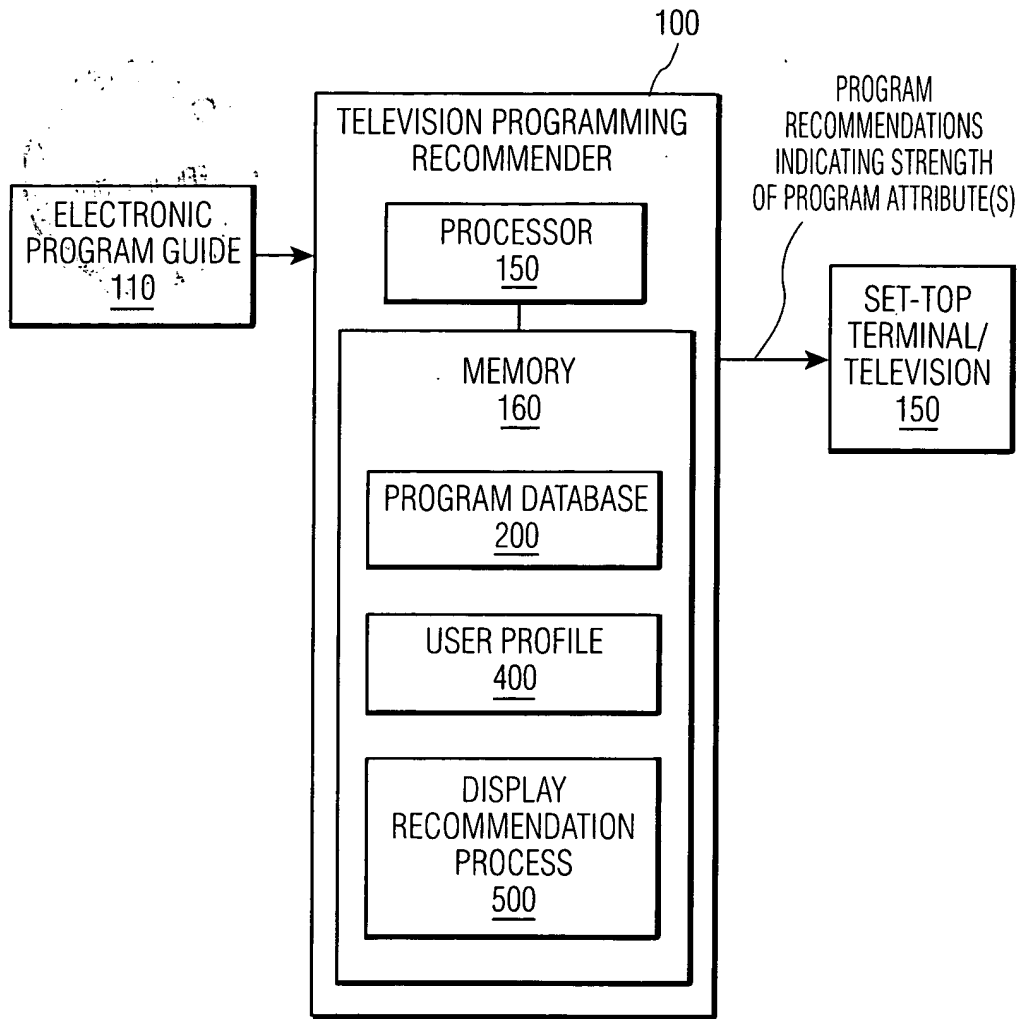 100
TELEVISION PROGRAMMING
RECOMMENDER
PROGRAM
RECOMMENDATIONS
INDICATING STRENGTH
OF PROGRAM ATTRIBUTE(S)
ELECTRONIC
PROGRAM GUIDE
110
PROCESSOR
150
SET-TOP
TERMINAL/
TELEVISION
150
MEMORY
160
PROGRAM DATABASE
200
USER PROFILE
400
DISPLAY
RECOMMENDATION
PROCESS
500